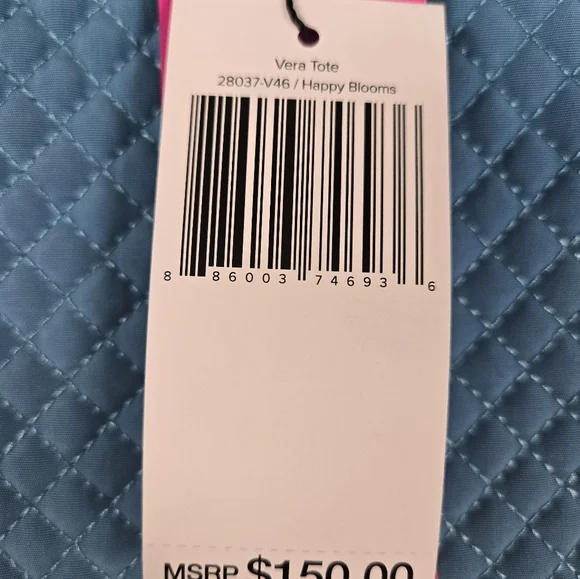 Vera Tote
28037-V46 / Happy Blooms
8 86003 74693 6
MSRP $150.00